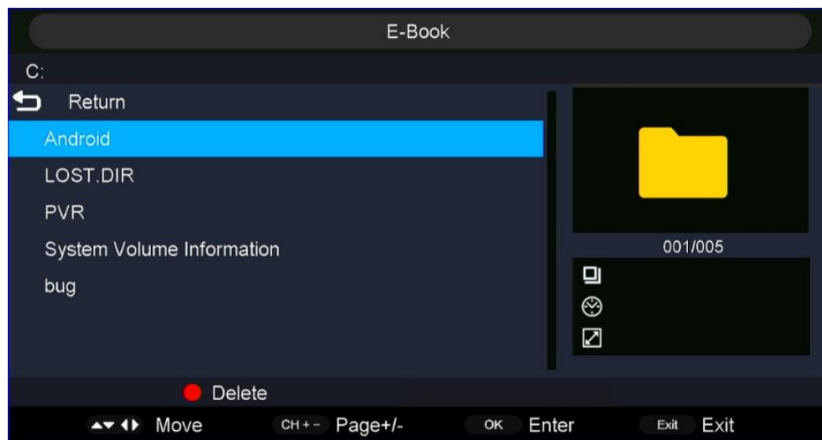 E-Book
C:
Return
Android
LOST.DIR
PVR
System Volume Information
bug
001/005
Delete
Move CH + - Page+/- OK Enter Exit Exit